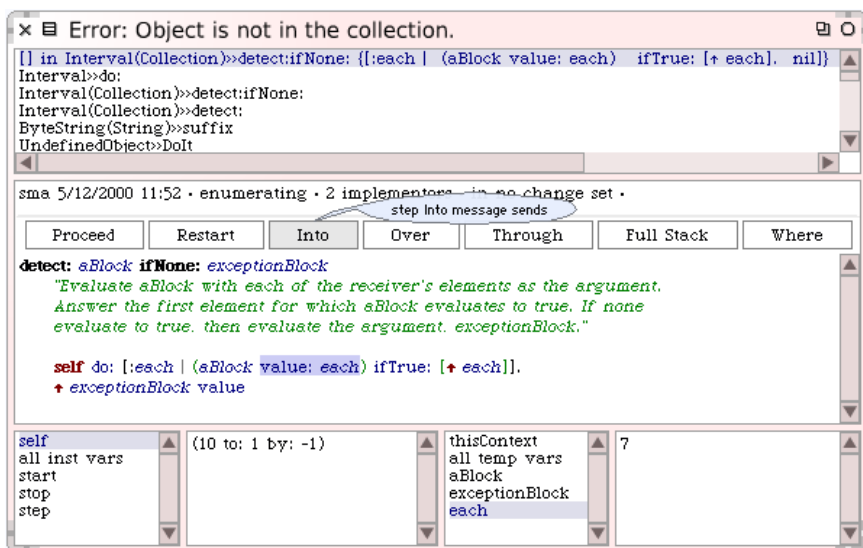 Error: Object is not in the collection.
[] in Interval(Collection)»detect:ifNone: {[:each | (aBlock value: each) ifTrue: [↑ each]. nil]}
Interval»do:
Interval(Collection)»detect:ifNone:
Interval(Collection)»detect:
ByteString(String)»suffix
UndefinedObject»DoIt
sma 5/12/2000 11:52 · enumerating · 2 implementors · in no change set ·
step Into message sends
Proceed Restart Into Over Through Full Stack Where
detect: aBlock ifNone: exceptionBlock
"Evaluate aBlock with each of the receiver's elements as the argument.
Answer the first element for which aBlock evaluates to true. If none
evaluate to true, then evaluate the argument, exceptionBlock."
self do: [:each | (aBlock value: each) ifTrue: [↑ each]].
↑ exceptionBlock value
self
all inst vars
start
stop
step
(10 to: 1 by: -1)
thisContext
all temp vars
aBlock
exceptionBlock
each
7